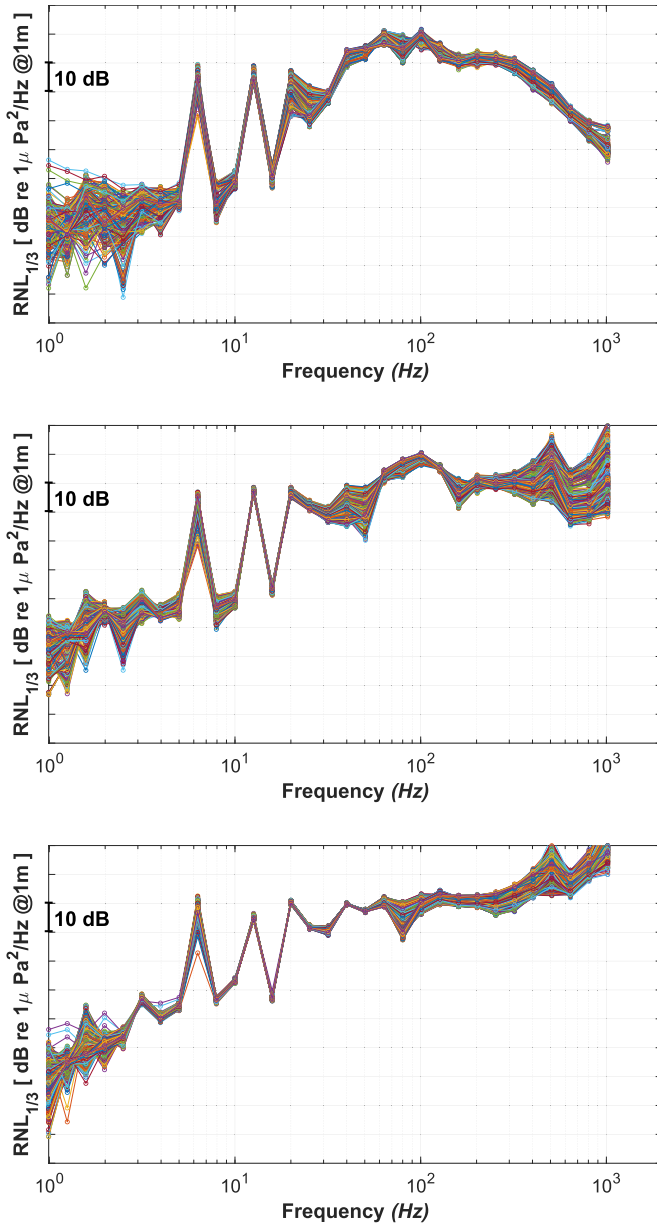 RNL1/3 [ dB re 1μ Pa2/Hz @1m ]
10 dB
10^0 10^1 10^2 10^3
Frequency (Hz)
RNL1/3 [ dB re 1μ Pa2/Hz @1m ]
10 dB
10^0 10^1 10^2 10^3
Frequency (Hz)
RNL1/3 [ dB re 1μ Pa2/Hz @1m ]
10 dB
10^0 10^1 10^2 10^3
Frequency (Hz)